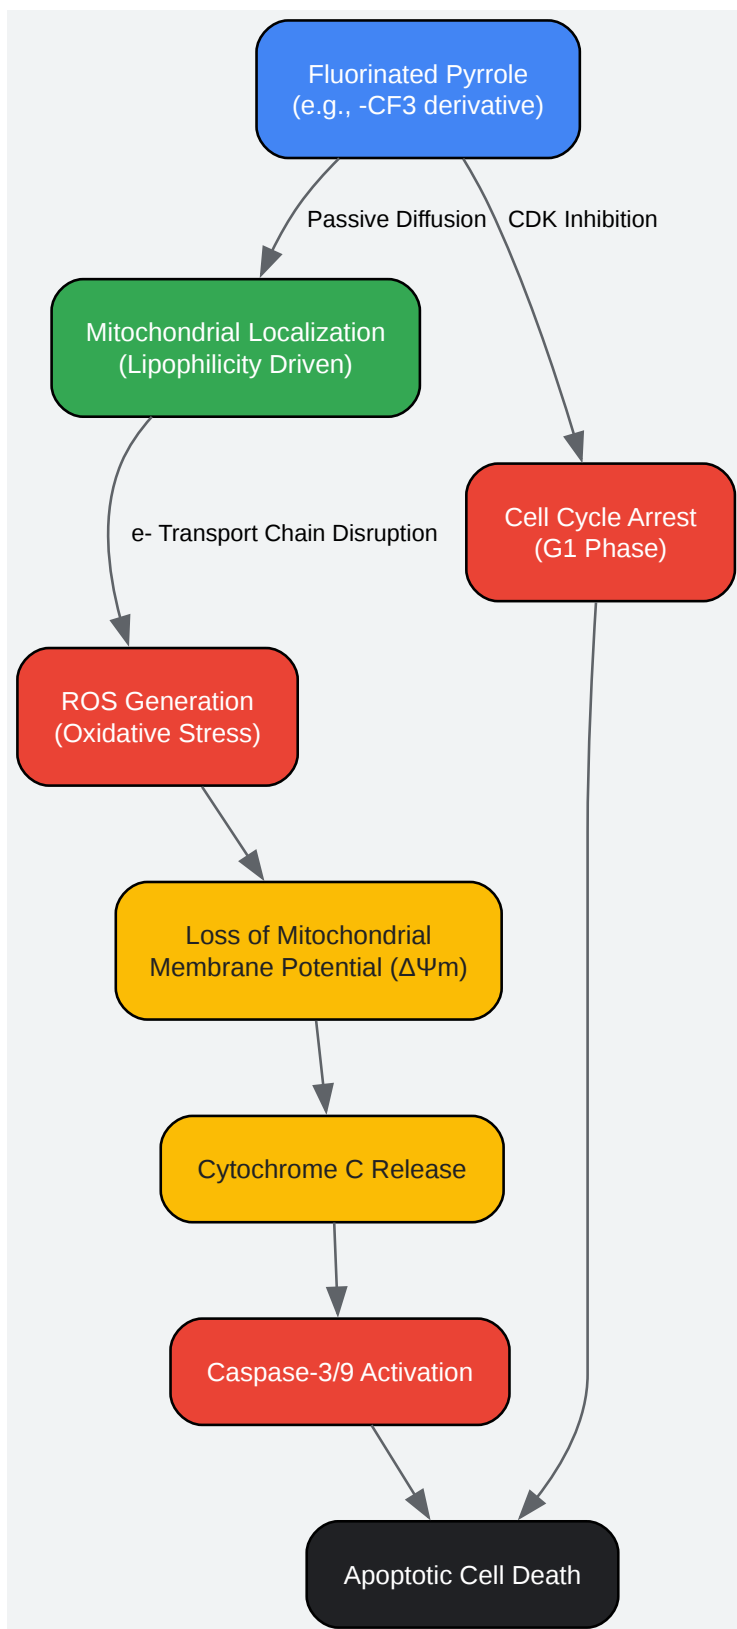 Fluorinated Pyrrole
(e.g., -CF3 derivative)
Passive Diffusion
CDK Inhibition
Mitochondrial Localization
(Lipophilicity Driven)
Cell Cycle Arrest
(G1 Phase)
e- Transport Chain Disruption
ROS Generation
(Oxidative Stress)
Loss of Mitochondrial
Membrane Potential (ΔΨm)
Cytochrome C Release
Caspase-3/9 Activation
Apoptotic Cell Death